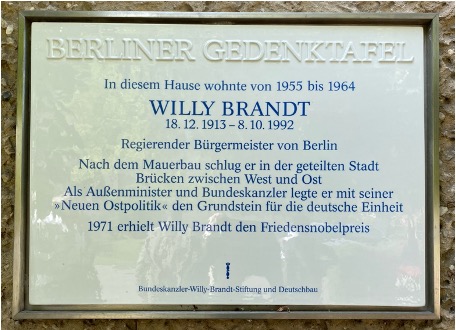 BERLINER GEDENKTAFEL
In diesem Hause wohnte von 1955 bis 1964
WILLY BRANDT
18. 12. 1913 – 8. 10. 1992
Regierender Bürgermeister von Berlin
Nach dem Mauerbau schlug er in der geteilten Stadt
Brücken zwischen West und Ost
Als Außenminister und Bundeskanzler legte er mit seiner
»Neuen Ostpolitik« den Grundstein für die deutsche Einheit
1971 erhielt Willy Brandt den Friedensnobelpreis
Bundeskanzler-Willy-Brandt-Stiftung und Deutschbau